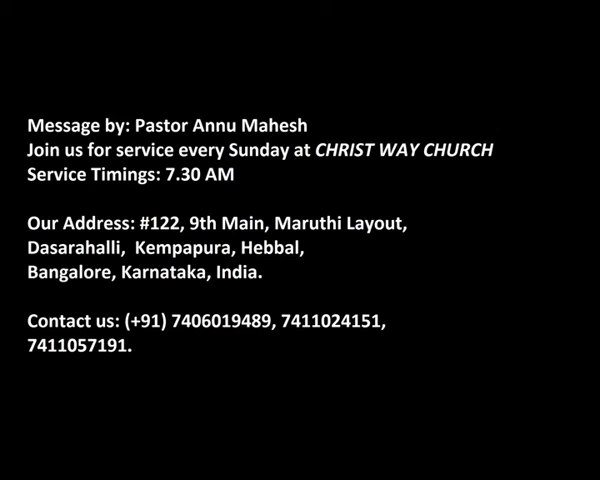 Message by: Pastor Annu Mahesh
Join us for service every Sunday at CHRIST WAY CHURCH
Service Timings: 7.30 AM
Our Address: #122, 9th Main, Maruthi Layout,
Dasarahalli, Kempapura, Hebbal,
Bangalore, Karnataka, India.
Contact us: (+91) 7406019489, 7411024151,
7411057191.